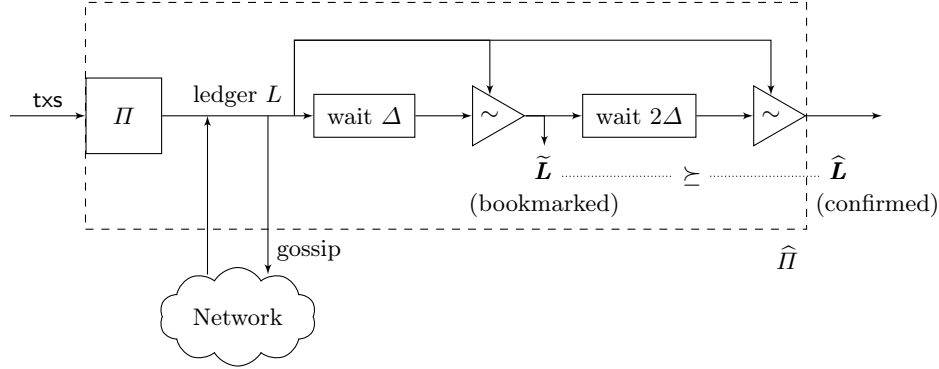 txs
Π
ledger L
wait Δ
~
wait 2Δ
~
L̃
⪰
L̂
(bookmarked)
(confirmed)
gossip
Π̂
Network